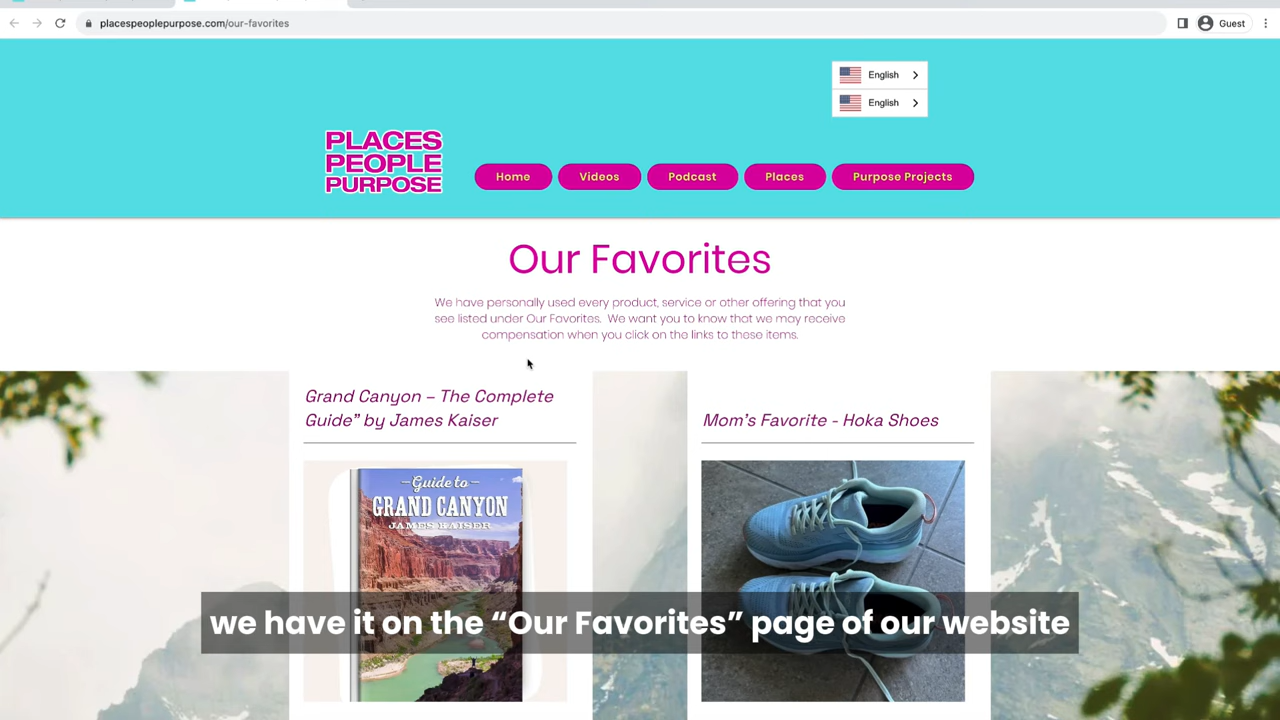 placespeoplepurpose.com/our-favorites
Guest
English
English
PLACES
PEOPLE
PURPOSE
Home
Videos
Podcast
Places
Purpose Projects
Our Favorites
We have personally used every product, service or other offering that you
see listed under Our Favorites. We want you to know that we may receive
compensation when you click on the links to these items.
Grand Canyon – The Complete
Guide” by James Kaiser
Mom's Favorite - Hoka Shoes
Guide to
GRAND CANYON
JAMES KAISER
we have it on the “Our Favorites” page of our website